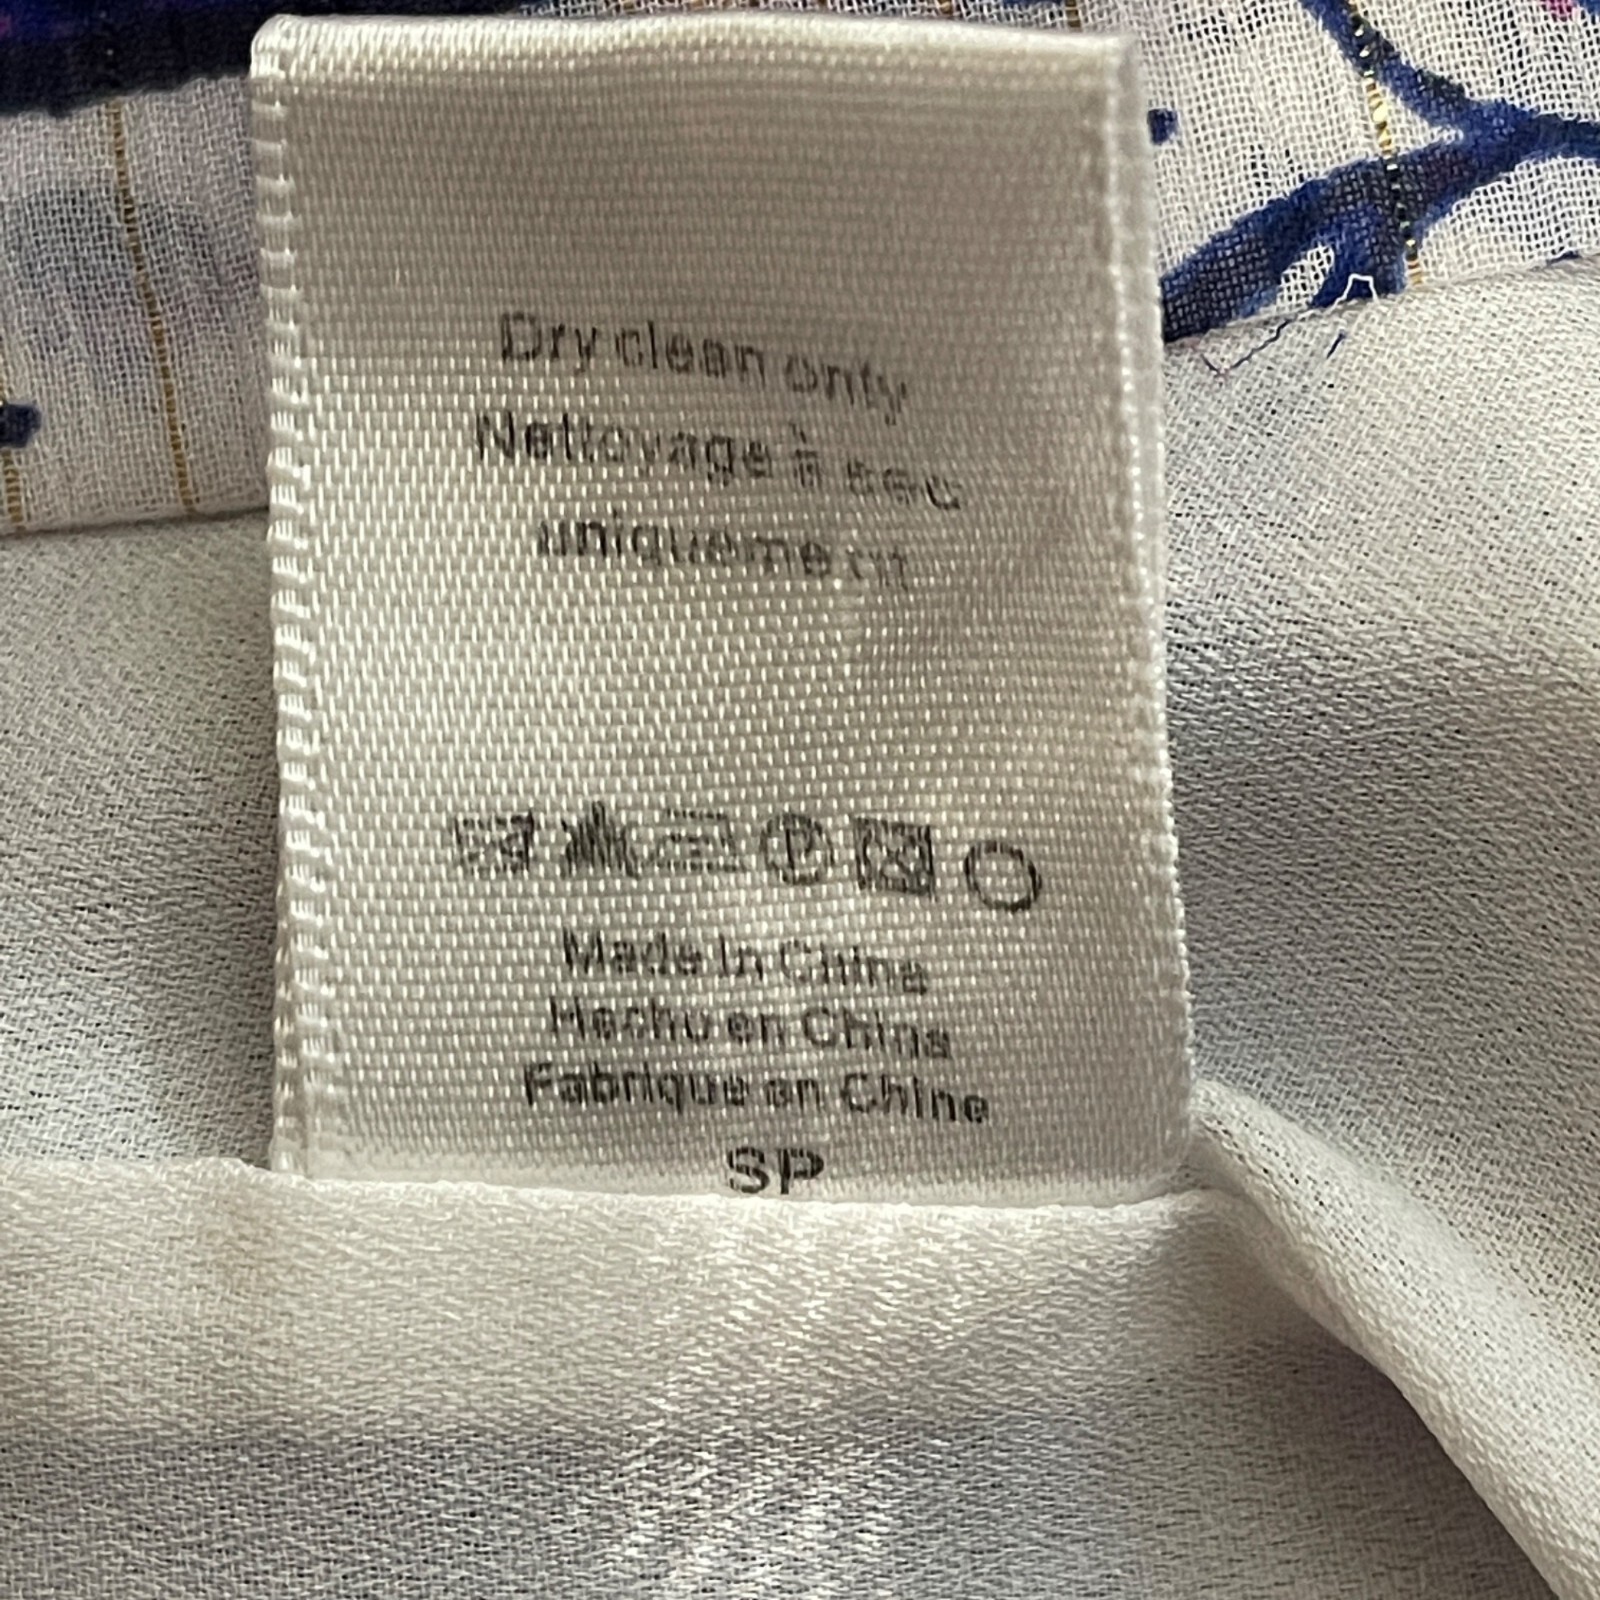 Dry clean only
Nettoyage à sec
uniquement
P
Made In China
Hecho en China
Fabrique en Chine
SP